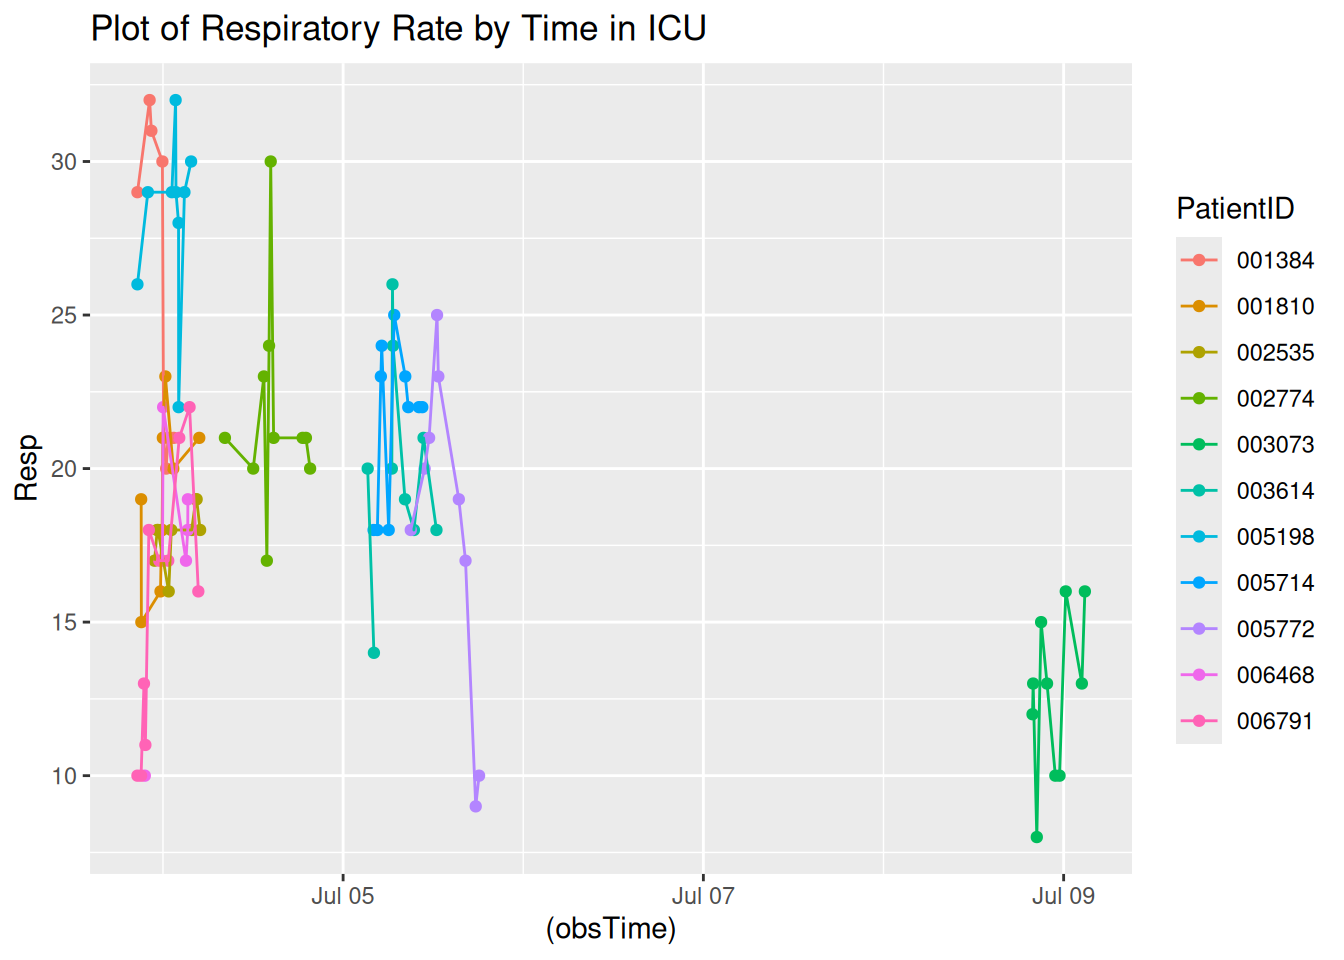 Plot of Respiratory Rate by Time in ICU
Resp
30
25
20
15
10
Jul 05
Jul 07
Jul 09
(obsTime)
PatientID
001384
001810
002535
002774
003073
003614
005198
005714
005772
006468
006791